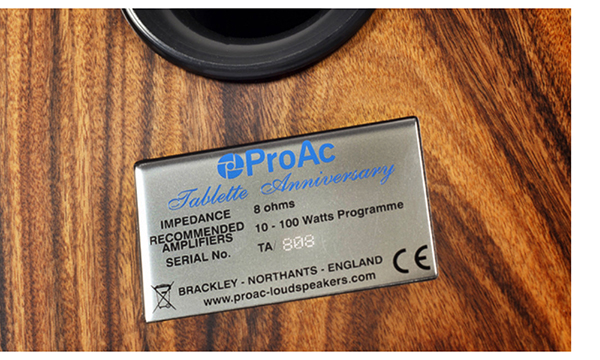 ProAc
Tablette Anniversary
IMPEDANCE 8 ohms
RECOMMENDED AMPLIFIERS 10 - 100 Watts Programme
SERIAL No. TA/ 808
BRACKLEY - NORTHANTS - ENGLAND
www.proac-loudspeakers.com
CE